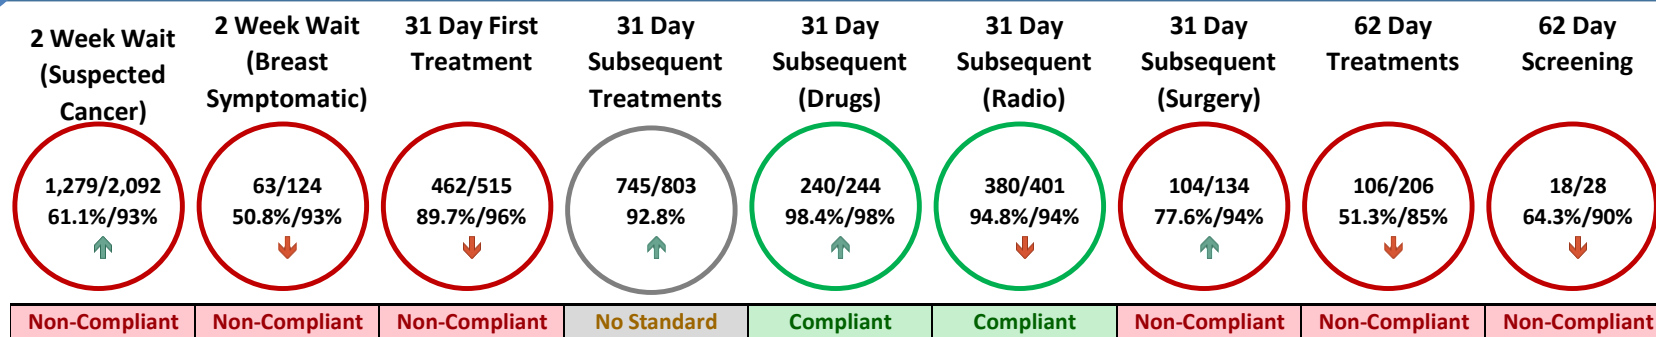 2 Week Wait
(Suspected
Cancer)
2 Week Wait
(Breast
Symptomatic)
31 Day First
Treatment
31 Day
Subsequent
Treatments
31 Day
Subsequent
(Drugs)
31 Day
Subsequent
(Radio)
31 Day
Subsequent
(Surgery)
62 Day
Treatments
62 Day
Screening
1,279/2,092
61.1%/93%
63/124
50.8%/93%
462/515
89.7%/96%
745/803
92.8%
240/244
98.4%/98%
380/401
94.8%/94%
104/134
77.6%/94%
106/206
51.3%/85%
18/28
64.3%/90%
Non-Compliant
Non-Compliant
Non-Compliant
No Standard
Compliant
Compliant
Non-Compliant
Non-Compliant
Non-Compliant